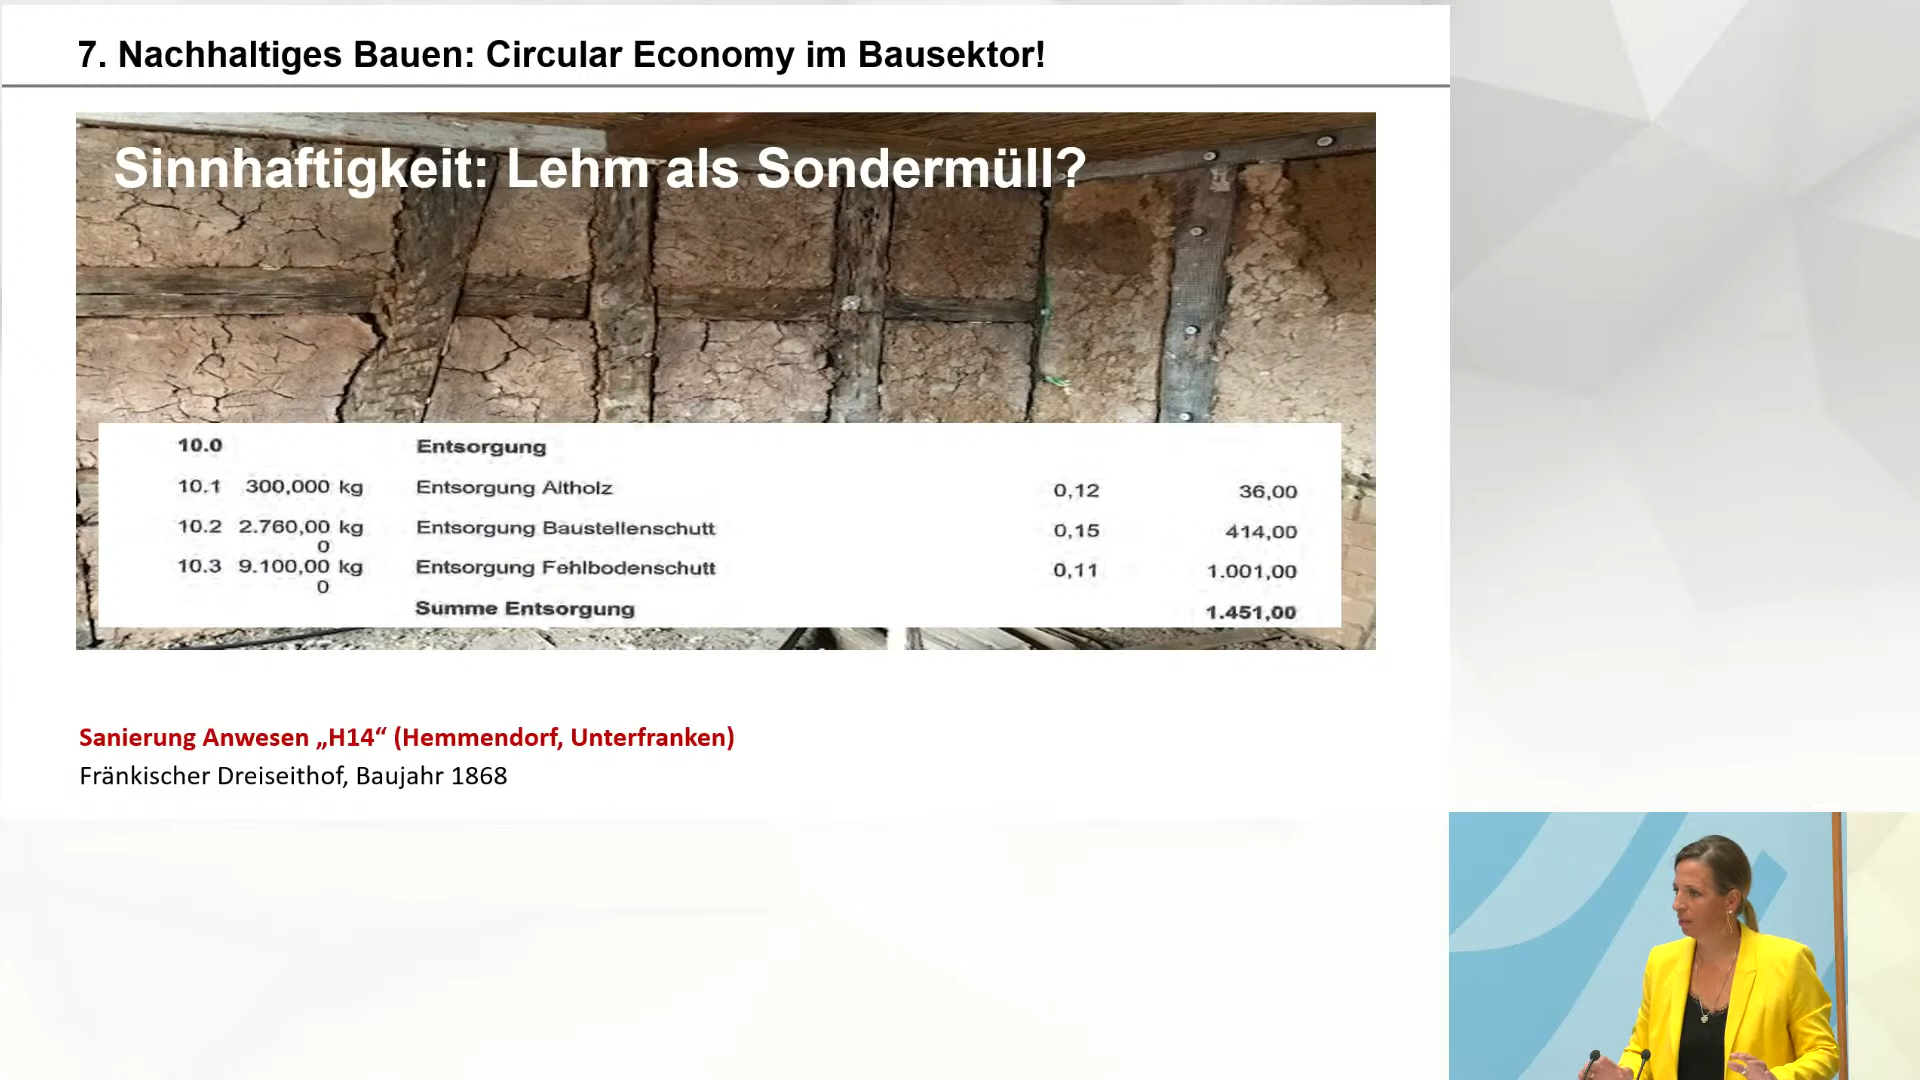 7. Nachhaltiges Bauen: Circular Economy im Bausektor!
Sinnhaftigkeit: Lehm als Sondermüll?
10.0 Entsorgung
10.1 300,000 kg Entsorgung Altholz 0,12 36,00
10.2 2.760,00 kg Entsorgung Baustellenschutt 0,15 414,00
0
10.3 9.100,00 kg Entsorgung Fehlbodenschutt 0,11 1.001,00
0
Summe Entsorgung 1.451,00
Sanierung Anwesen „H14“ (Hemmendorf, Unterfranken)
Fränkischer Dreiseithof, Baujahr 1868